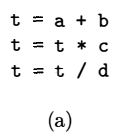 t = a + b
t = t * c
t = t / d
(a)